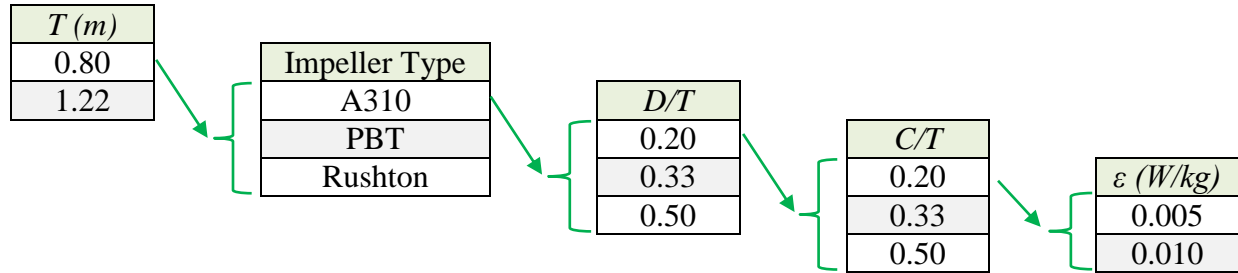 T (m)
0.80
1.22
Impeller Type
A310
PBT
Rushton
D/T
0.20
0.33
0.50
C/T
0.20
0.33
0.50
ε (W/kg)
0.005
0.010